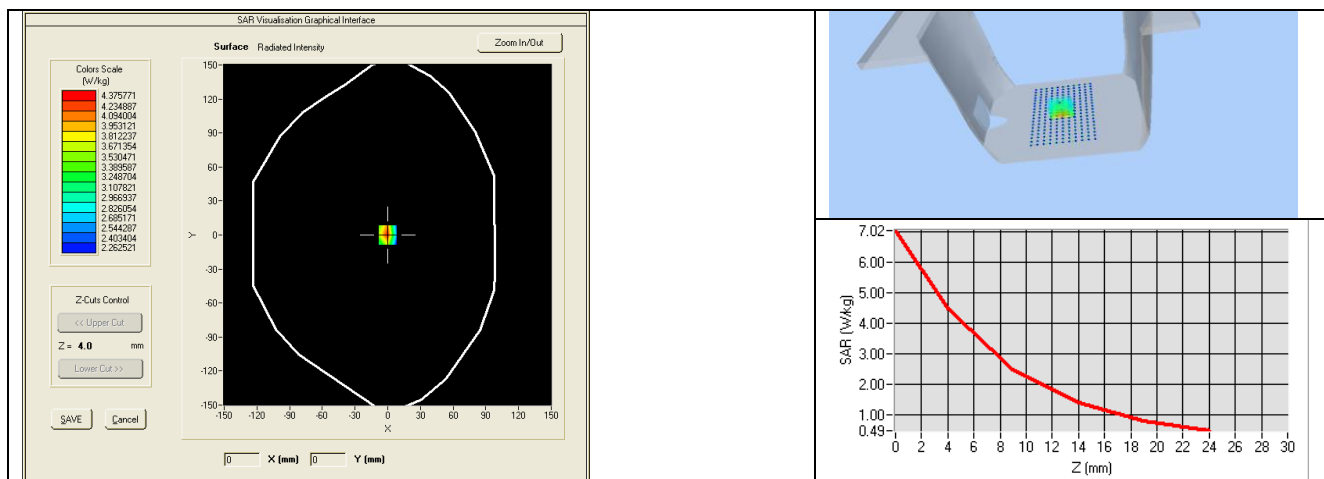 SAR Visualisation Graphical Interface
Surface Radiated Intensity
Zoom In/Out
Colors Scale
(W/kg)
4.375771
4.234887
4.094004
3.953121
3.812237
3.671354
3.530471
3.389587
3.248704
3.107821
2.966937
2.826054
2.685171
2.544287
2.403404
2.262521
Z-Cuts Control
<< Upper Cut
Z = 4.0 mm
Lower Cut >>
SAVE Cancel
150
120
90
60
30
0
-30
-60
-90
-120
-150
Y
-150 -120 -90 -60 -30 0 30 60 90 120 150
X
0 X (mm) 0 Y (mm)
7.02
6.00
5.00
4.00
3.00
2.00
1.00
0.49
SAR (W/kg)
0 2 4 6 8 10 12 14 16 18 20 22 24 26 28 30
Z (mm)